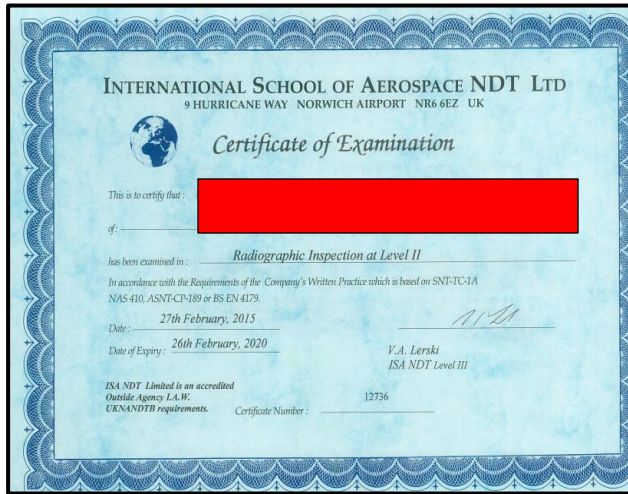 INTERNATIONAL SCHOOL OF AEROSPACE NDT LTD
9 HURRICANE WAY NORWICH AIRPORT NR6 6EZ UK
Certificate of Examination
This is to certify that :
of:
has been examined in : Radiographic Inspection at Level II
In accordance with the Requirements of the Company's Written Practice which is based on SNT-TC-1A
NAS 410, ASNT-CP-189 or BS EN 4179.
Date : 27th February, 2015
Date of Expiry : 26th February, 2020
V.A. Lerski
ISA NDT Level III
ISA NDT Limited is an accredited
Outside Agency I.A.W.
UKNANDTB requirements.
Certificate Number : 12736